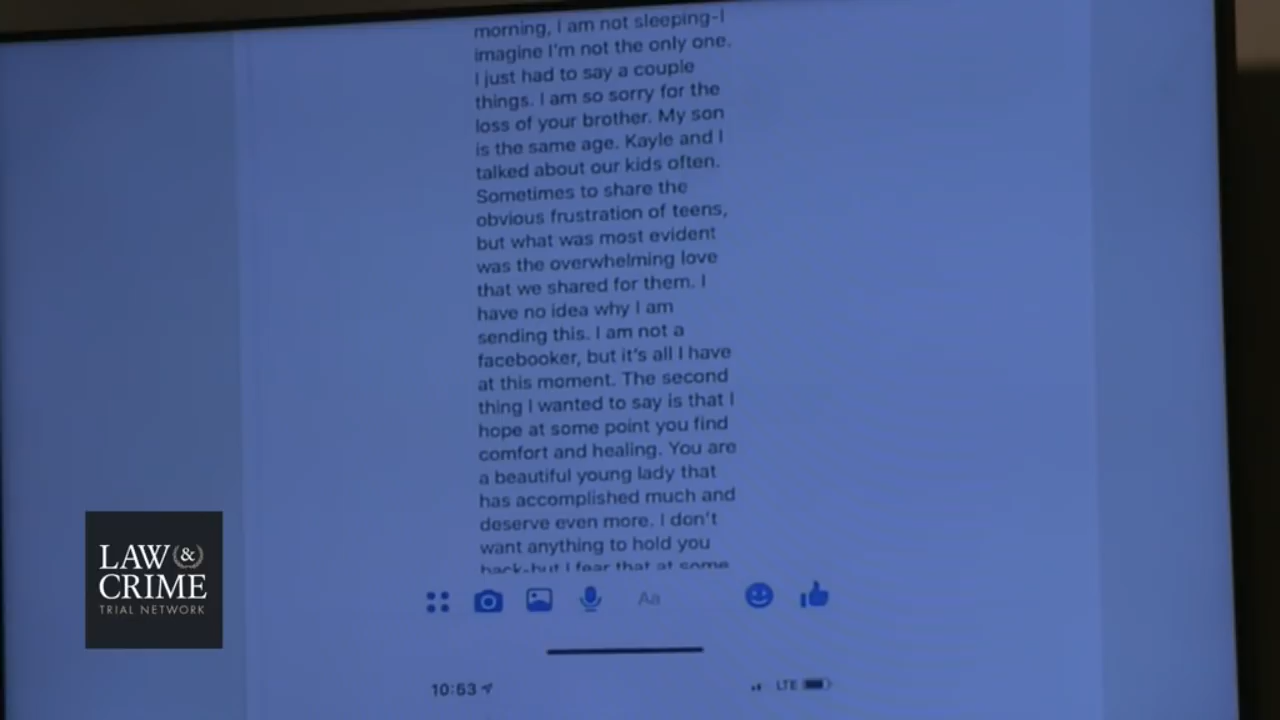 morning, I am not sleeping-I
imagine I'm not the only one.
I just had to say a couple
things. I am so sorry for the
loss of your brother. My son
is the same age. Kayle and I
talked about our kids often.
Sometimes to share the
obvious frustration of teens,
but what was most evident
was the overwhelming love
that we shared for them. I
have no idea why I am
sending this. I am not a
facebooker, but it's all I have
at this moment. The second
thing I wanted to say is that I
hope at some point you find
comfort and healing. You are
a beautiful young lady that
has accomplished much and
deserve even more. I don't
want anything to hold you
back-but I fear that at some
Aa
10:53
LTE
LAW &
CRIME
TRIAL NETWORK